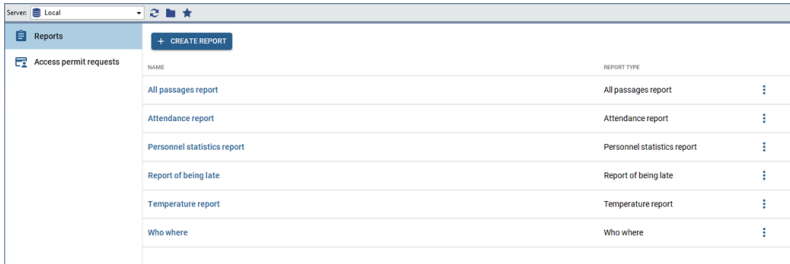 Server: Local
Reports
Access permit requests
+ CREATE REPORT
NAME REPORT TYPE
All passages report All passages report
Attendance report Attendance report
Personnel statistics report Personnel statistics report
Report of being late Report of being late
Temperature report Temperature report
Who where Who where